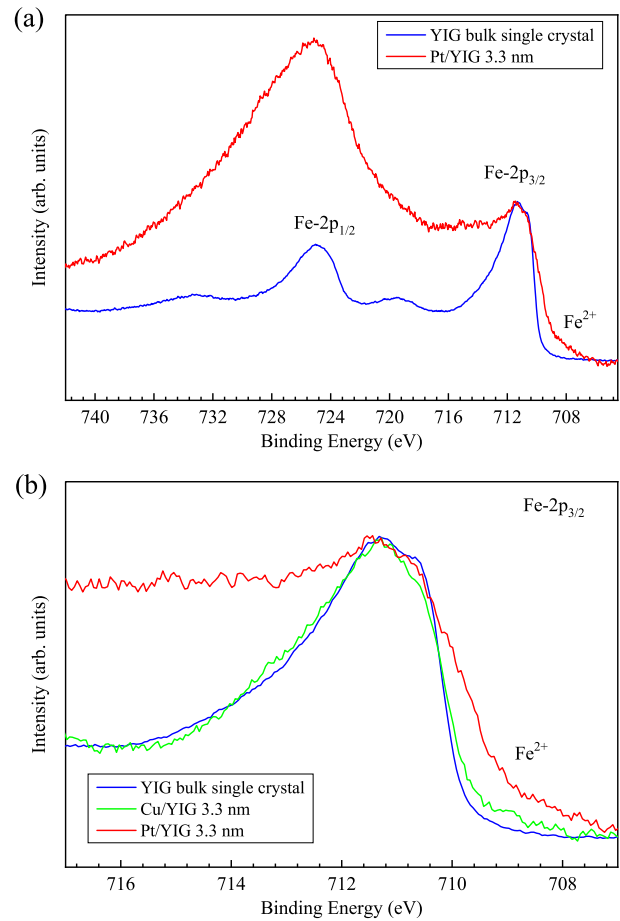 (a)
YIG bulk single crystal
Pt/YIG 3.3 nm
Fe-2p3/2
Fe-2p1/2
Fe2+
Intensity (arb. units)
740 736 732 728 724 720 716 712 708
Binding Energy (eV)
(b)
Fe-2p3/2
Intensity (arb. units)
Fe2+
YIG bulk single crystal
Cu/YIG 3.3 nm
Pt/YIG 3.3 nm
716 714 712 710 708
Binding Energy (eV)